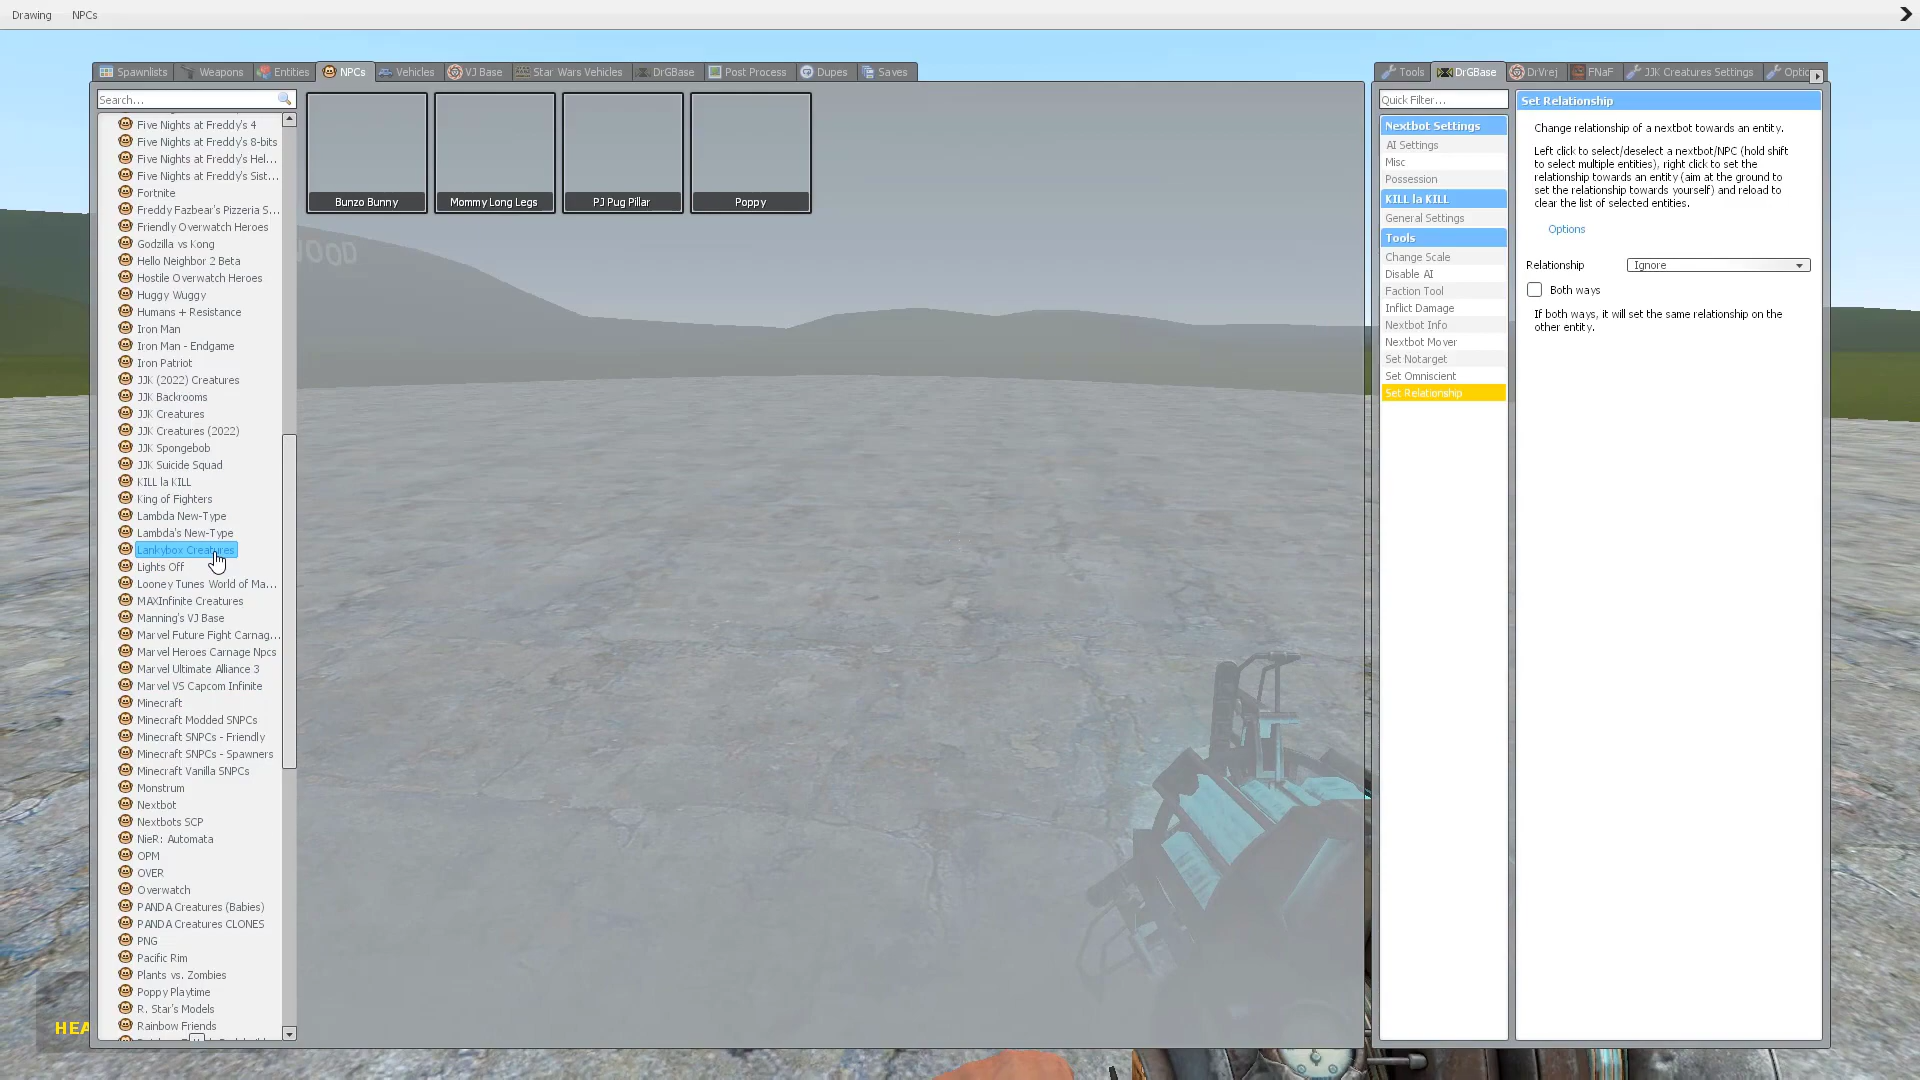 Drawing NPCs
Spawnlists Weapons Entities NPCs Vehicles VJ Base Star Wars Vehicles DrGBase Post Process Dupes Saves
Search...
Five Nights at Freddy's 4
Five Nights at Freddy's 8-bits
Five Nights at Freddy's Hel...
Five Nights at Freddy's Sist...
Fortnite
Freddy Fazbear's Pizzeria S...
Friendly Overwatch Heroes
Godzilla vs Kong
Hello Neighbor 2 Beta
Hostile Overwatch Heroes
Huggy Wuggy
Humans + Resistance
Iron Man
Iron Man - Endgame
Iron Patriot
JJK (2022) Creatures
JJK Backrooms
JJK Creatures
JJK Creatures (2022)
JJK Spongebob
JJK Suicide Squad
KILL la KILL
King of Fighters
Lambda New-Type
Lambda's New-Type
Lankybox Creatures
Lights Off
Looney Tunes World of Ma...
MAXInfinite Creatures
Manning's VJ Base
Marvel Future Fight Carnag...
Marvel Heroes Carnage Npcs
Marvel Ultimate Alliance 3
Marvel VS Capcom Infinite
Minecraft
Minecraft Modded SNPCs
Minecraft SNPCs - Friendly
Minecraft SNPCs - Spawners
Minecraft Vanilla SNPCs
Monstrum
Nextbot
Nextbots SCP
NieR: Automata
OPM
OVER
Overwatch
PANDA Creatures (Babies)
PANDA Creatures CLONES
PNG
Pacific Rim
Plants vs. Zombies
Poppy Playtime
R. Star's Models
Rainbow Friends
Bunzo Bunny Mommy Long Legs PJ Pug Pillar Poppy
HEA
Tools DrGBase DrVrej FNaF JJK Creatures Settings Optio
Quick Filter...
Nextbot Settings
AI Settings
Misc
Possession
KILL la KILL
General Settings
Tools
Change Scale
Disable AI
Faction Tool
Inflict Damage
Nextbot Info
Nextbot Mover
Set Notarget
Set Omniscient
Set Relationship
Set Relationship
Change relationship of a nextbot towards an entity.
Left click to select/deselect a nextbot/NPC (hold shift
to select multiple entities), right click to set the
relationship towards an entity (aim at the ground to
set the relationship towards yourself) and reload to
clear the list of selected entities.
Options
Relationship Ignore
Both ways
If both ways, it will set the same relationship on the
other entity.